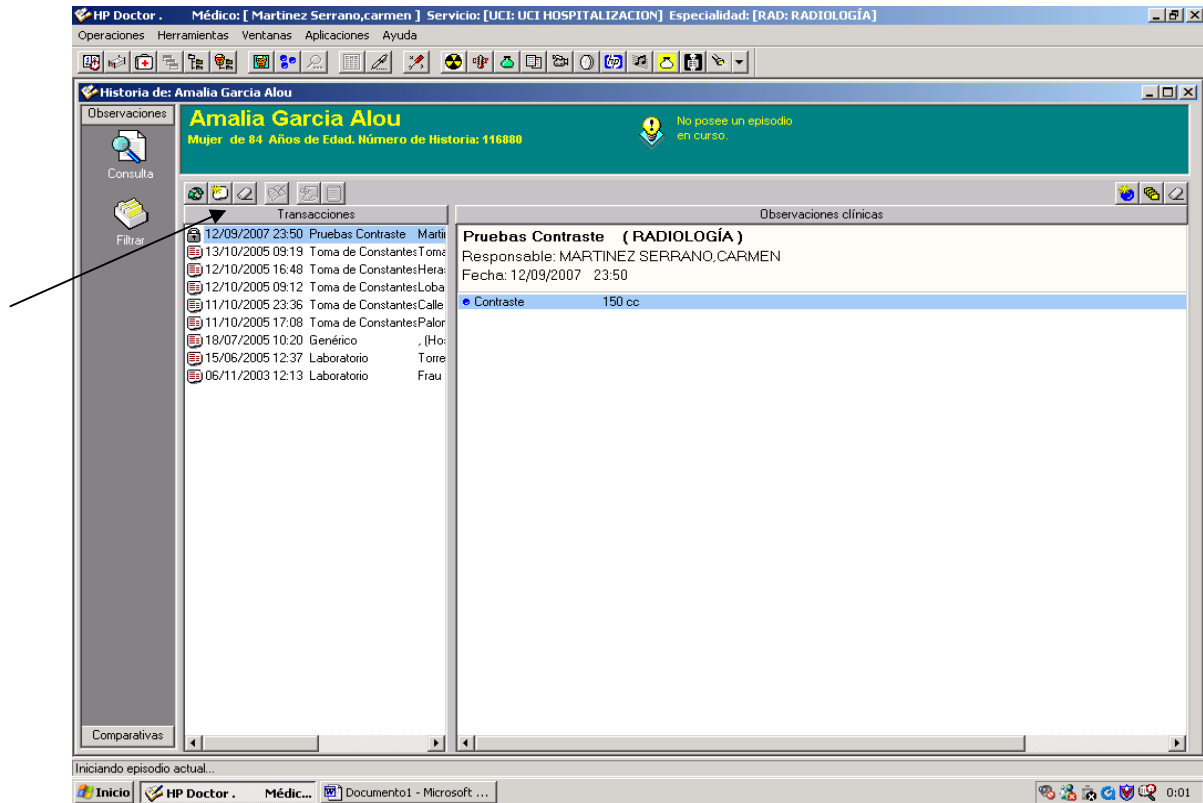 HP Doctor . Médico: [ Martinez Serrano,carmen ] Servicio: [UCI: UCI HOSPITALIZACION] Especialidad: [RAD: RADIOLOGÍA]
Operaciones Herramientas Ventanas Aplicaciones Ayuda
Historia de: Amalia Garcia Alou
Observaciones
Amalia Garcia Alou
Mujer de 84 Años de Edad. Número de Historia: 116880
No posee un episodio
en curso.
Consulta
Filtrar
Transacciones
Observaciones clínicas
12/09/2007 23:50 Pruebas Contraste Marti
13/10/2005 09:19 Toma de Constantes Toma
12/10/2005 16:48 Toma de Constantes Hera
12/10/2005 09:12 Toma de Constantes Loba
11/10/2005 23:36 Toma de Constantes Calle
11/10/2005 17:08 Toma de Constantes Palor
18/07/2005 10:20 Genérico , (Ho
15/06/2005 12:37 Laboratorio Torre
06/11/2003 12:13 Laboratorio Frau
Pruebas Contraste ( RADIOLOGÍA )
Responsable: MARTINEZ SERRANO,CARMEN
Fecha: 12/09/2007 23:50
Contraste 150 cc
Comparativas
Iniciando episodio actual...
Inicio HP Doctor . Médic... Documento1 - Microsoft ... 0:01